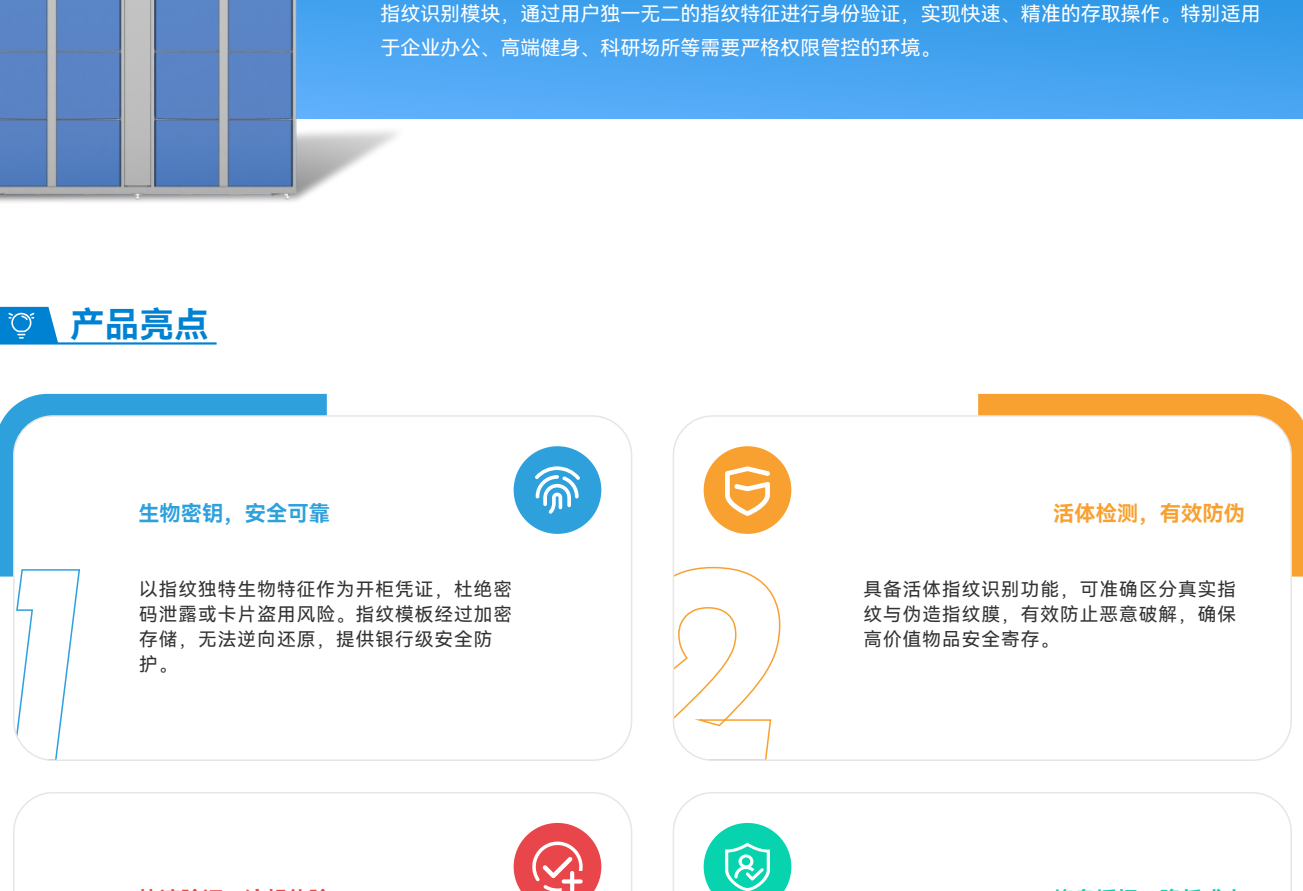 指纹识别模块，通过用户独一无二的指纹特征进行身份验证，实现快速、精准的存取操作。特别适用
于企业办公、高端健身、科研场所等需要严格权限管控的环境。
产品亮点
生物密钥，安全可靠
以指纹独特生物特征作为开柜凭证，杜绝密
码泄露或卡片盗用风险。指纹模板经过加密
存储，无法逆向还原，提供银行级安全防
护。
1
活体检测，有效防伪
具备活体指纹识别功能，可准确区分真实指
纹与伪造指纹膜，有效防止恶意破解，确保
高价值物品安全寄存。
2